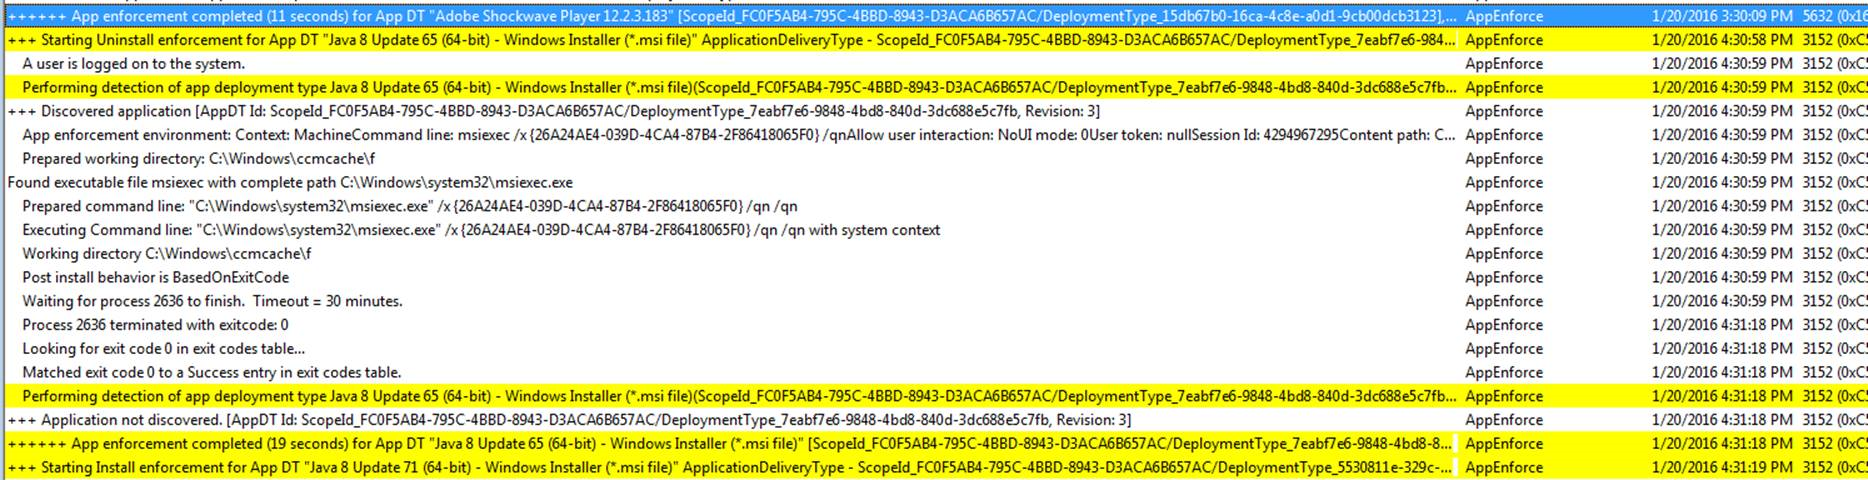 ++++++ App enforcement completed (11 seconds) for App DT "Adobe Shockwave Player 12.2.3.183" [ScopeId_FC0F5AB4-795C-4BBD-8943-D3ACA6B657AC/DeploymentType_15db67b0-16ca-4c8e-a0d1-9cb00dcb3123],... AppEnforce 1/20/2016 3:30:09 PM 5632 (0x16
+++ Starting Uninstall enforcement for App DT "Java 8 Update 65 (64-bit) - Windows Installer (*.msi file)" ApplicationDeliveryType - ScopeId_FC0F5AB4-795C-4BBD-8943-D3ACA6B657AC/DeploymentType_7eabf7e6-984... AppEnforce 1/20/2016 4:30:58 PM 3152 (0xC5
A user is logged on to the system. AppEnforce 1/20/2016 4:30:59 PM 3152 (0xC5
Performing detection of app deployment type Java 8 Update 65 (64-bit) - Windows Installer (*.msi file)(ScopeId_FC0F5AB4-795C-4BBD-8943-D3ACA6B657AC/DeploymentType_7eabf7e6-9848-4bd8-840d-3dc688e5c7fb... AppEnforce 1/20/2016 4:30:59 PM 3152 (0xC5
+++ Discovered application [AppDT Id: ScopeId_FC0F5AB4-795C-4BBD-8943-D3ACA6B657AC/DeploymentType_7eabf7e6-9848-4bd8-840d-3dc688e5c7fb, Revision: 3] AppEnforce 1/20/2016 4:30:59 PM 3152 (0xC5
App enforcement environment: Context: MachineCommand line: msiexec /x {26A24AE4-039D-4CA4-87B4-2F86418065F0} /qnAllow user interaction: NoUI mode: 0User token: nullSession Id: 4294967295Content path: C... AppEnforce 1/20/2016 4:30:59 PM 3152 (0xC5
Prepared working directory: C:\Windows\ccmcache\f AppEnforce 1/20/2016 4:30:59 PM 3152 (0xC5
Found executable file msiexec with complete path C:\Windows\system32\msiexec.exe AppEnforce 1/20/2016 4:30:59 PM 3152 (0xC5
Prepared command line: "C:\Windows\system32\msiexec.exe" /x {26A24AE4-039D-4CA4-87B4-2F86418065F0} /qn /qn AppEnforce 1/20/2016 4:30:59 PM 3152 (0xC5
Executing Command line: "C:\Windows\system32\msiexec.exe" /x {26A24AE4-039D-4CA4-87B4-2F86418065F0} /qn /qn with system context AppEnforce 1/20/2016 4:30:59 PM 3152 (0xC5
Working directory C:\Windows\ccmcache\f AppEnforce 1/20/2016 4:30:59 PM 3152 (0xC5
Post install behavior is BasedOnExitCode AppEnforce 1/20/2016 4:30:59 PM 3152 (0xC5
Waiting for process 2636 to finish.  Timeout = 30 minutes. AppEnforce 1/20/2016 4:30:59 PM 3152 (0xC5
Process 2636 terminated with exitcode: 0 AppEnforce 1/20/2016 4:31:18 PM 3152 (0xC5
Looking for exit code 0 in exit codes table... AppEnforce 1/20/2016 4:31:18 PM 3152 (0xC5
Matched exit code 0 to a Success entry in exit codes table. AppEnforce 1/20/2016 4:31:18 PM 3152 (0xC5
Performing detection of app deployment type Java 8 Update 65 (64-bit) - Windows Installer (*.msi file)(ScopeId_FC0F5AB4-795C-4BBD-8943-D3ACA6B657AC/DeploymentType_7eabf7e6-9848-4bd8-840d-3dc688e5c7fb... AppEnforce 1/20/2016 4:31:18 PM 3152 (0xC5
+++ Application not discovered. [AppDT Id: ScopeId_FC0F5AB4-795C-4BBD-8943-D3ACA6B657AC/DeploymentType_7eabf7e6-9848-4bd8-840d-3dc688e5c7fb, Revision: 3] AppEnforce 1/20/2016 4:31:18 PM 3152 (0xC5
++++++ App enforcement completed (19 seconds) for App DT "Java 8 Update 65 (64-bit) - Windows Installer (*.msi file)" [ScopeId_FC0F5AB4-795C-4BBD-8943-D3ACA6B657AC/DeploymentType_7eabf7e6-9848-4bd8-8... AppEnforce 1/20/2016 4:31:18 PM 3152 (0xC5
+++ Starting Install enforcement for App DT "Java 8 Update 71 (64-bit) - Windows Installer (*.msi file)" ApplicationDeliveryType - ScopeId_FC0F5AB4-795C-4BBD-8943-D3ACA6B657AC/DeploymentType_5530811e-329c-... AppEnforce 1/20/2016 4:31:19 PM 3152 (0xC5